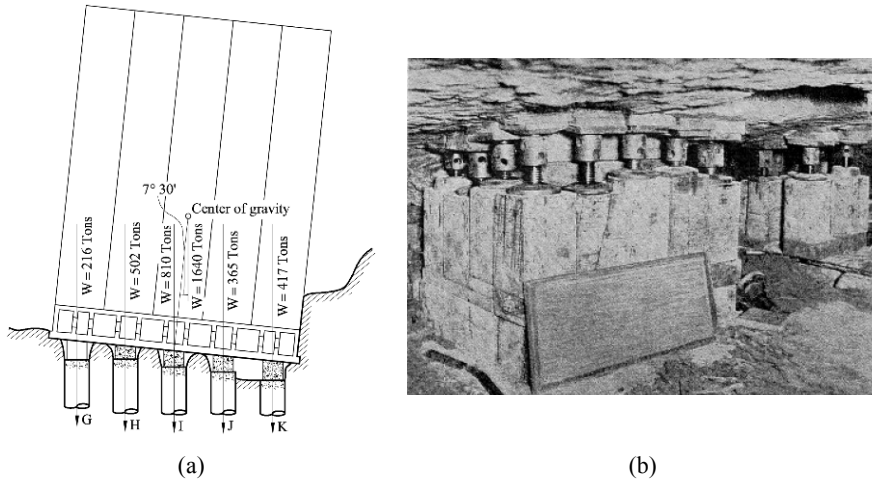 7° 30'
Center of gravity
W = 216 Tons
W = 502 Tons
W = 810 Tons
W = 1640 Tons
W = 365 Tons
W = 417 Tons
G
H
I
J
K
(a)
(b)